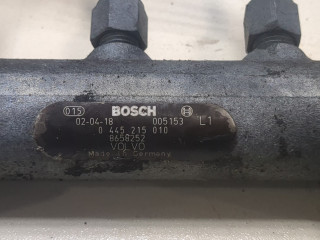 015 BOSCH
02-04-18 005153 L1
0 445 215 010
8658252
VOLVO
Made in Germany